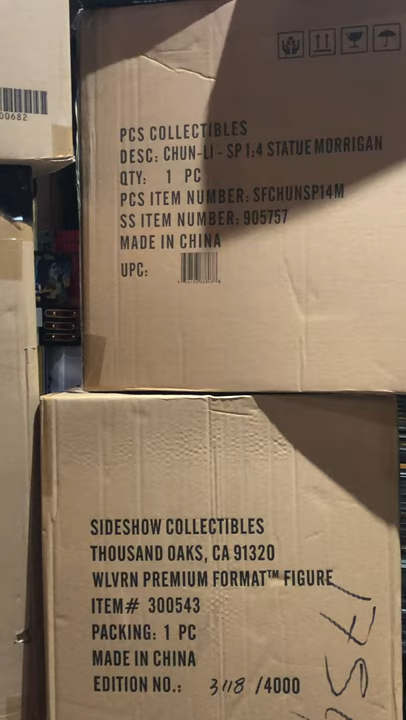 00682
PCS COLLECTIBLES
DESC: CHUN-LI - SP 1:4 STATUE MORRIGAN
QTY: 1 PC
PCS ITEM NUMBER: SFCHUNSP14M
SS ITEM NUMBER: 905757
MADE IN CHINA
UPC:
SIDESHOW COLLECTIBLES
THOUSAND OAKS, CA 91320
WLVRN PREMIUM FORMAT™ FIGURE
ITEM# 300543
PACKING: 1 PC
MADE IN CHINA
EDITION NO.: 3118 /4000